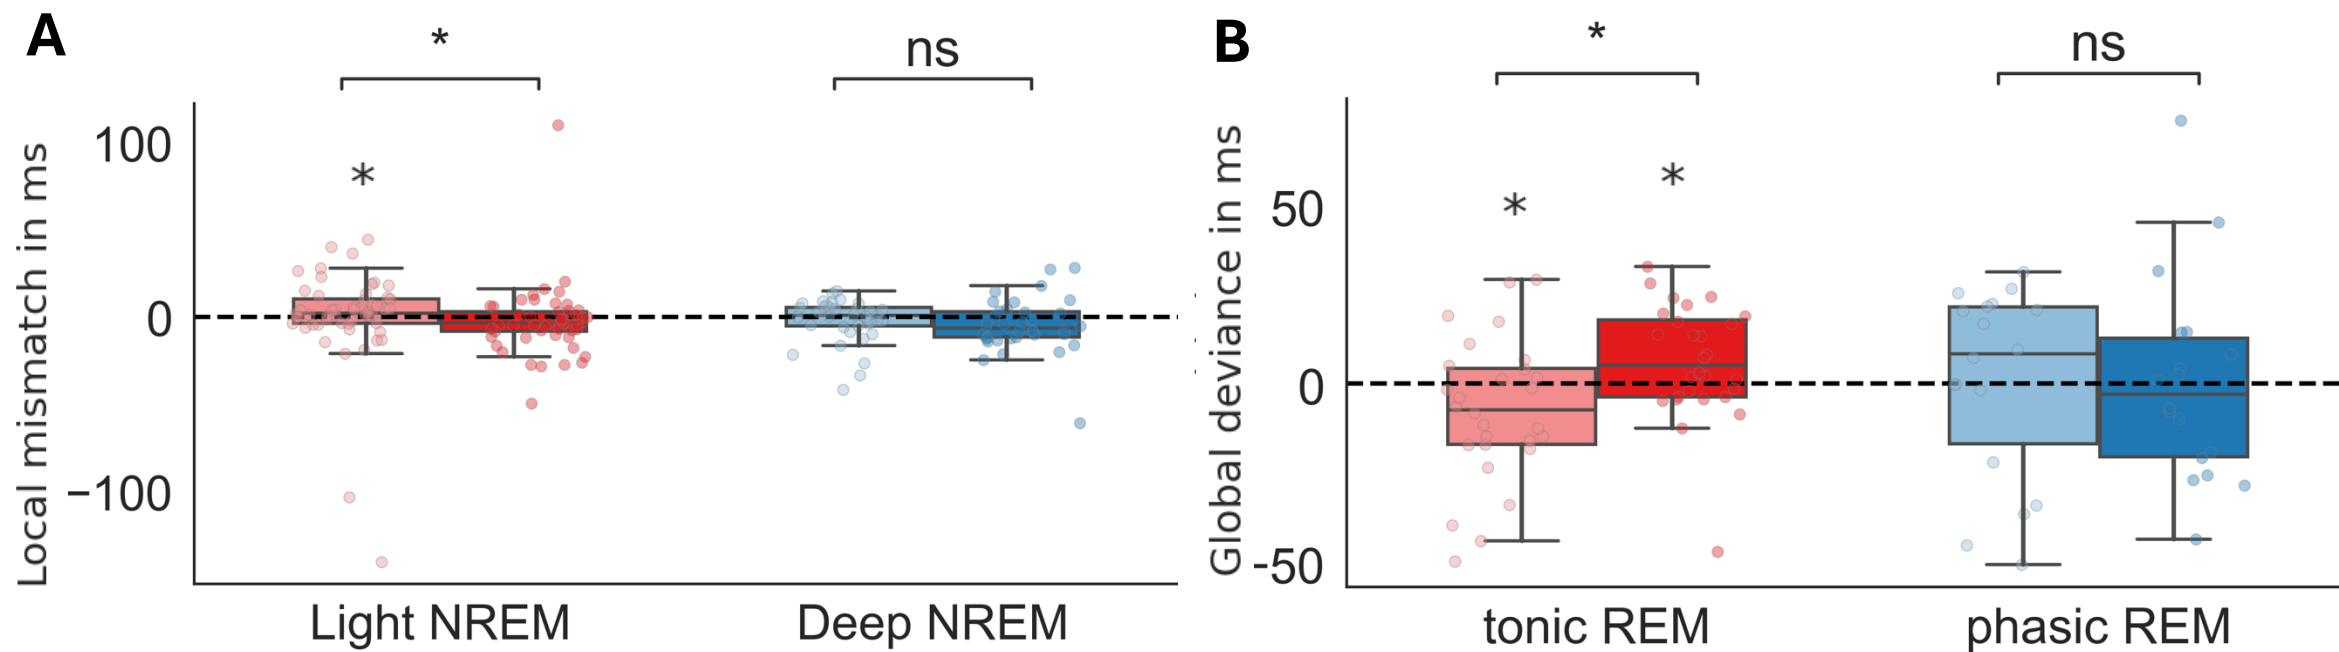 A
*
ns
Local mismatch in ms
100
0
−100
*
Light NREM
Deep NREM
B
*
ns
Global deviance in ms
50
0
-50
*
*
tonic REM
phasic REM